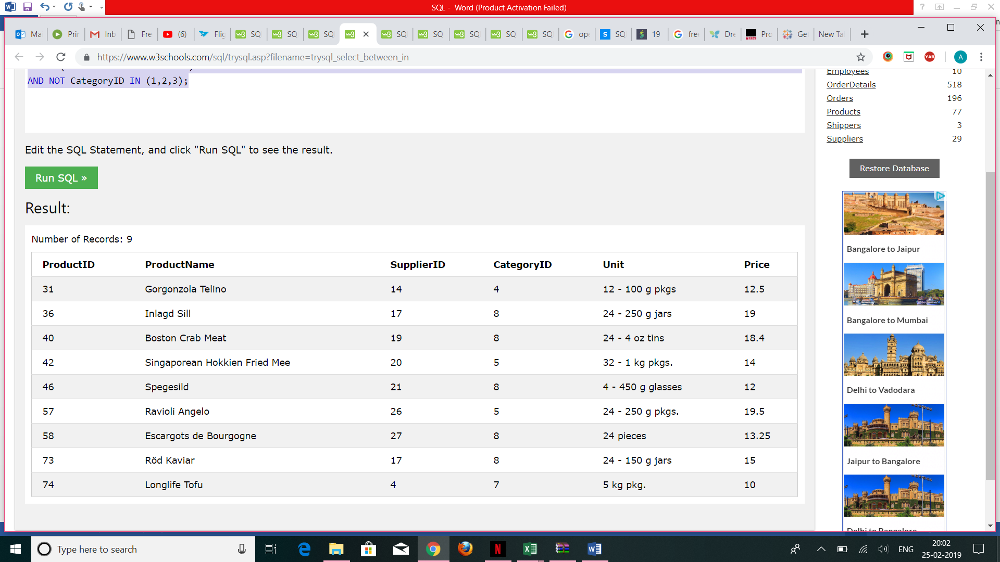 SQL - Word (Product Activation Failed)
Ma
Prir
Inb
Fre
(6)
Flig
SQ
SQ
SQ
SQ
SQ
SQ
SQ
SQ
op
SQ
19
fre
Dre
Pro
Ge
New Ta
https://www.w3schools.com/sql/trysql.asp?filename=trysql_select_between_in
YAB
A
AND NOT CategoryID IN (1,2,3);
Edit the SQL Statement, and click "Run SQL" to see the result.
Run SQL »
Result:
Number of Records: 9
ProductID ProductName SupplierID CategoryID Unit Price
31 Gorgonzola Telino 14 4 12 - 100 g pkgs 12.5
36 Inlagd Sill 17 8 24 - 250 g jars 19
40 Boston Crab Meat 19 8 24 - 4 oz tins 18.4
42 Singaporean Hokkien Fried Mee 20 5 32 - 1 kg pkgs. 14
46 Spegesild 21 8 4 - 450 g glasses 12
57 Ravioli Angelo 26 5 24 - 250 g pkgs. 19.5
58 Escargots de Bourgogne 27 8 24 pieces 13.25
73 Röd Kaviar 17 8 24 - 150 g jars 15
74 Longlife Tofu 4 7 5 kg pkg. 10
Employees 10
OrderDetails 518
Orders 196
Products 77
Shippers 3
Suppliers 29
Restore Database
Bangalore to Jaipur
Bangalore to Mumbai
Delhi to Vadodara
Jaipur to Bangalore
Delhi to Bangalore
Type here to search
ENG
20:02
25-02-2019